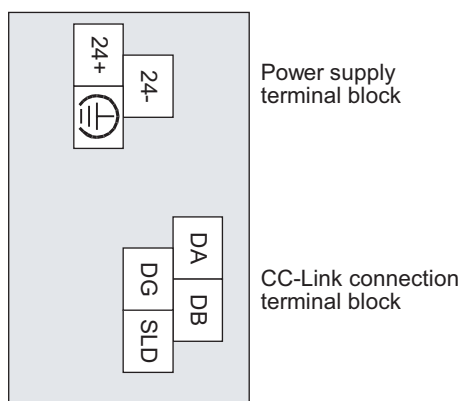 24+
24-
Power supply
terminal block
DA
DG
DB
SLD
CC-Link connection
terminal block